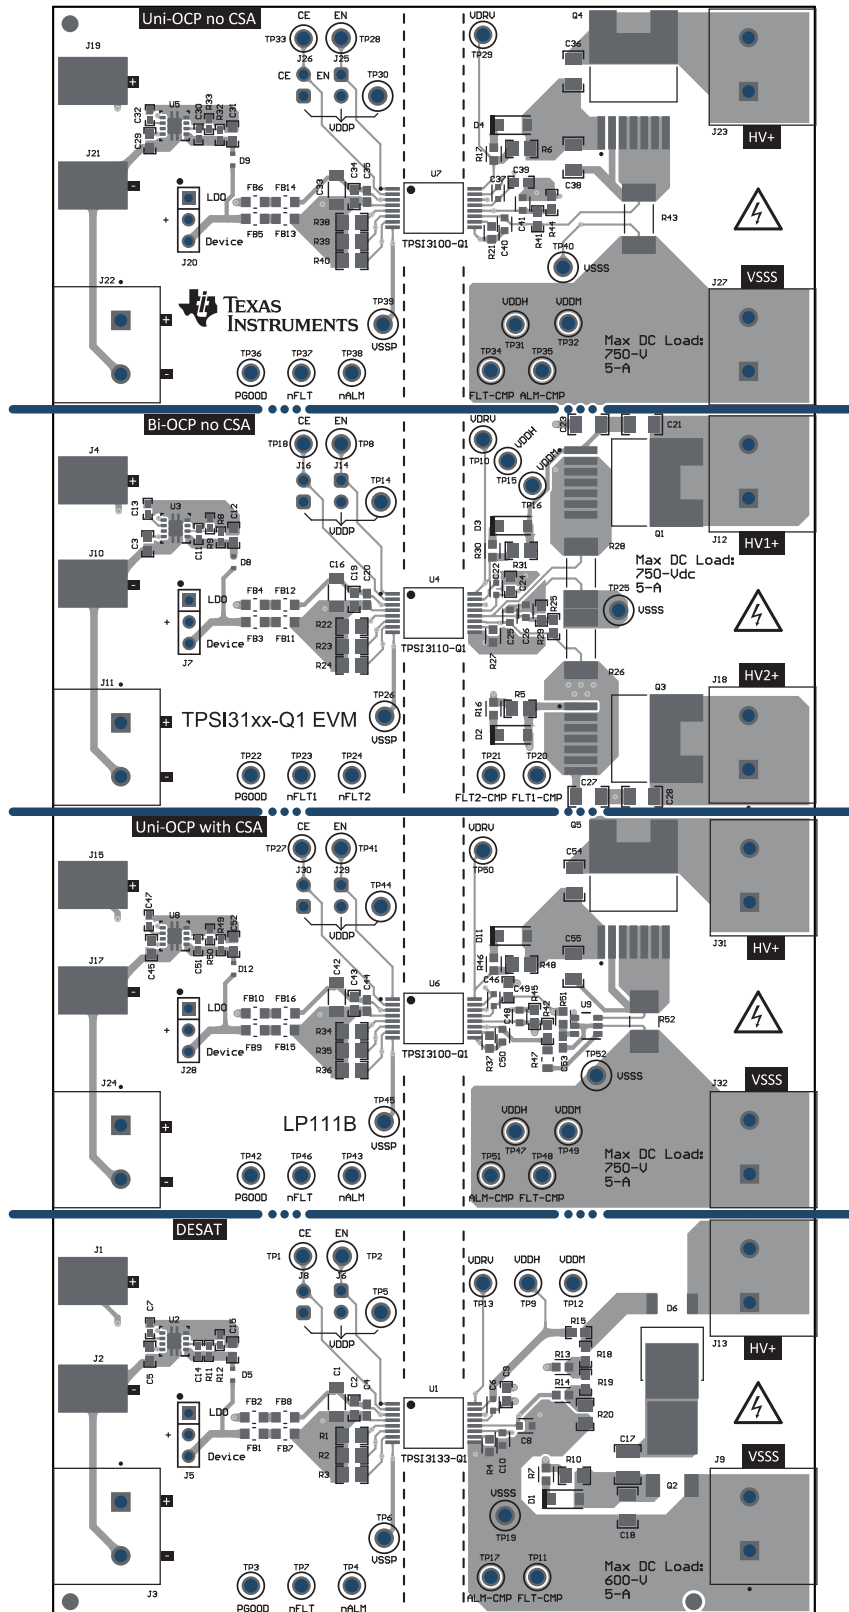 Uni-OCP no CSA
CE
EN
VDRV
Q4
TP33
TP28
TP29
C36
J19
J26
J25
CE
EN
TP30
+
VDDP
J23
HV+
U5
R33
C32
C30
R32
C31
C29
D4
R17
R6
J21
D9
C38
-
LDO
FB6
FB14
C33
C34
C35
U7
C37
C39
+
R38
C41
R44
R43
Device
FB5
FB13
R39
R21
C40
R41
J20
R40
TPSI3100-Q1
TP40
VSSS
VSSS
J22
J27
TEXAS
INSTRUMENTS
TP39
VDDH
VDDM
+
VSSP
TP31
TP32
Max DC Load:
750-V
5-A
TP36
TP37
TP38
TP34
TP35
-
PGOOD
nFLT
nALM
FLT-CMP
ALM-CMP
Bi-OCP no CSA
CE
EN
VDRV
C23
C21
TP18
TP8
TP10
VDDH
TP15
VDDM
J4
J16
J14
TP16
+
TP14
VDDP
Q1
J12
HV1+
C13
U3
R8
C12
C3
C11
R9
D3
R30
R31
R28
J10
D8
Max DC Load:
750-Vdc
5-A
-
LDO
FB4
FB12
C16
C19
C20
U4
C22
C24
TP25
VSSS
+
R22
C25
C26
R29
R25
Device
FB3
FB11
R23
J7
R24
TPSI3110-Q1
R27
R26
J11
TPSI31xx-Q1 EVM
TP26
VSSP
R16
R5
D2
Q3
J18
HV2+
+
TP22
TP23
TP24
TP21
TP20
-
PGOOD
nFLT1
nFLT2
FLT2-CMP
FLT1-CMP
C27
C28
Uni-OCP with CSA
CE
EN
VDRV
Q5
TP27
TP41
TP50
C54
J15
J30
J29
+
TP44
VDDP
J31
HV+
C47
U8
R49
C52
C45
C51
R50
D11
R46
R48
C55
J17
D12
-
LDO
FB10
FB16
C42
C43
C44
U6
C46
C49
+
R34
C48
R45
R42
R51
U9
R52
Device
FB9
FB15
R35
R37
C50
R47
C53
J28
R36
TPSI3100-Q1
TP52
VSSS
J24
J32
VSSS
LP111B
TP45
VSSP
VDDH
VDDM
TP47
TP49
+
Max DC Load:
750-V
5-A
TP42
TP46
TP43
TP51
TP48
-
PGOOD
nFLT
nALM
ALM-CMP
FLT-CMP
DESAT
CE
EN
VDRV
VDDH
VDDM
TP1
TP2
TP13
TP9
TP12
J1
J8
J6
+
TP5
VDDP
D6
J13
HV+
C7
U2
C15
C5
C14
R11
R12
R15
R13
R18
J2
D5
R14
R19
-
LDO
FB2
FB8
C1
C2
C4
U1
C6
C9
R20
+
R1
C8
C17
Device
FB1
FB7
R2
R4
C10
J5
R3
TPSI3133-Q1
R7
R10
Q2
J9
VSSS
VSSS
D1
TP19
C18
+
TP6
VSSP
J3
-
TP3
TP7
TP4
TP17
TP11
Max DC Load:
600-V
5-A
PGOOD
nFLT
nALM
ALM-CMP
FLT-CMP